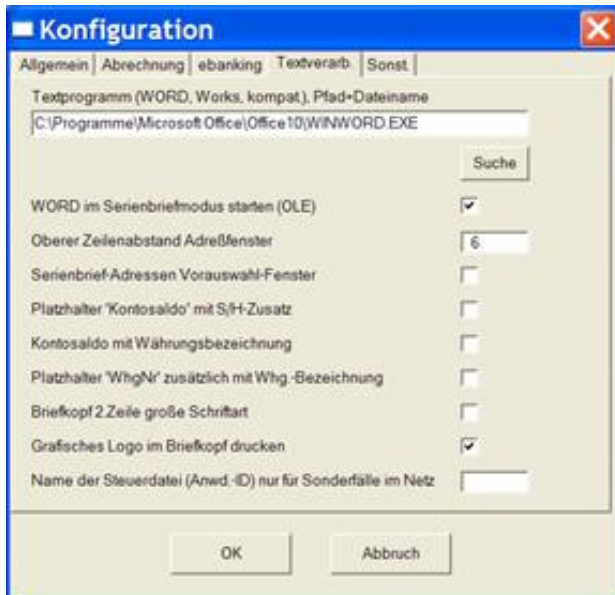 Konfiguration
Allgemein Abrechnung ebanking Textverarb. Sonst.
Textprogramm (WORD, Works, kompat.), Pfad+Dateiname
C:\Programme\Microsoft Office\Office10\WINWORD.EXE
Suche
WORD im Serienbriefmodus starten (OLE)
Oberer Zeilenabstand Adreßfenster 6
Serienbrief-Adressen Vorauswahl-Fenster
Platzhalter 'Kontosaldo' mit S/H-Zusatz
Kontosaldo mit Währungsbezeichnung
Platzhalter 'WhgNr' zusätzlich mit Whg.-Bezeichnung
Briefkopf 2.Zeile große Schriftart
Grafisches Logo im Briefkopf drucken
Name der Steuerdatei (Anwd.-ID) nur für Sonderfälle im Netz
OK Abbruch